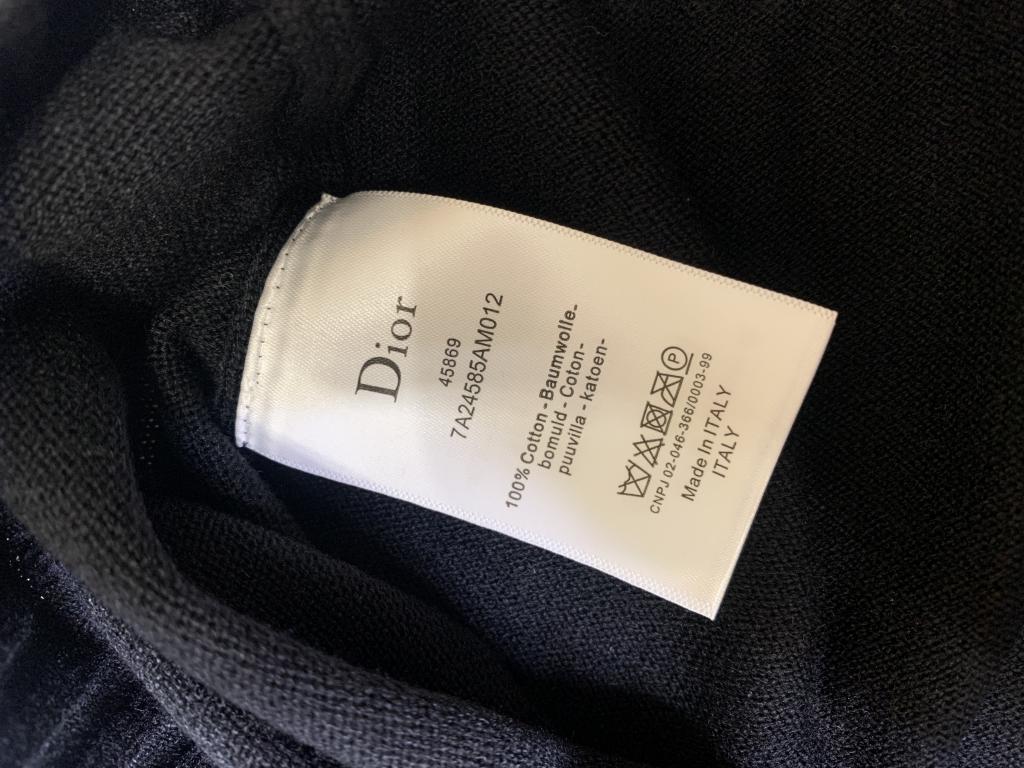 Dior
45869
7A24585AM012
100% Cotton - Baumwolle-
bomuld - Coton-
puuvilla - katoen-
P
CNPJ 02-046-366/0003-99
Made In ITALY
ITALY